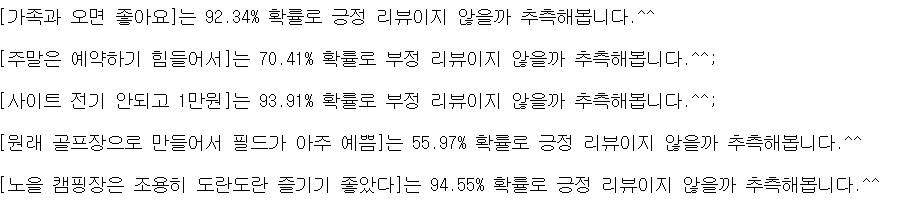 [가족과 오면 좋아요]는 92.34% 확률로 긍정 리뷰이지 않을까 추측해봅니다.^^
[주말은 예약하기 힘들어서]는 70.41% 확률로 부정 리뷰이지 않을까 추측해봅니다.^^;
[사이트 전기 안되고 1만원]는 93.91% 확률로 부정 리뷰이지 않을까 추측해봅니다.^^;
[원래 골프장으로 만들어서 필드가 아주 예쁨]는 55.97% 확률로 긍정 리뷰이지 않을까 추측해봅니다.^^
[노을 캠핑장은 조용히 도란도란 즐기기 좋았다]는 94.55% 확률로 긍정 리뷰이지 않을까 추측해봅니다.^^